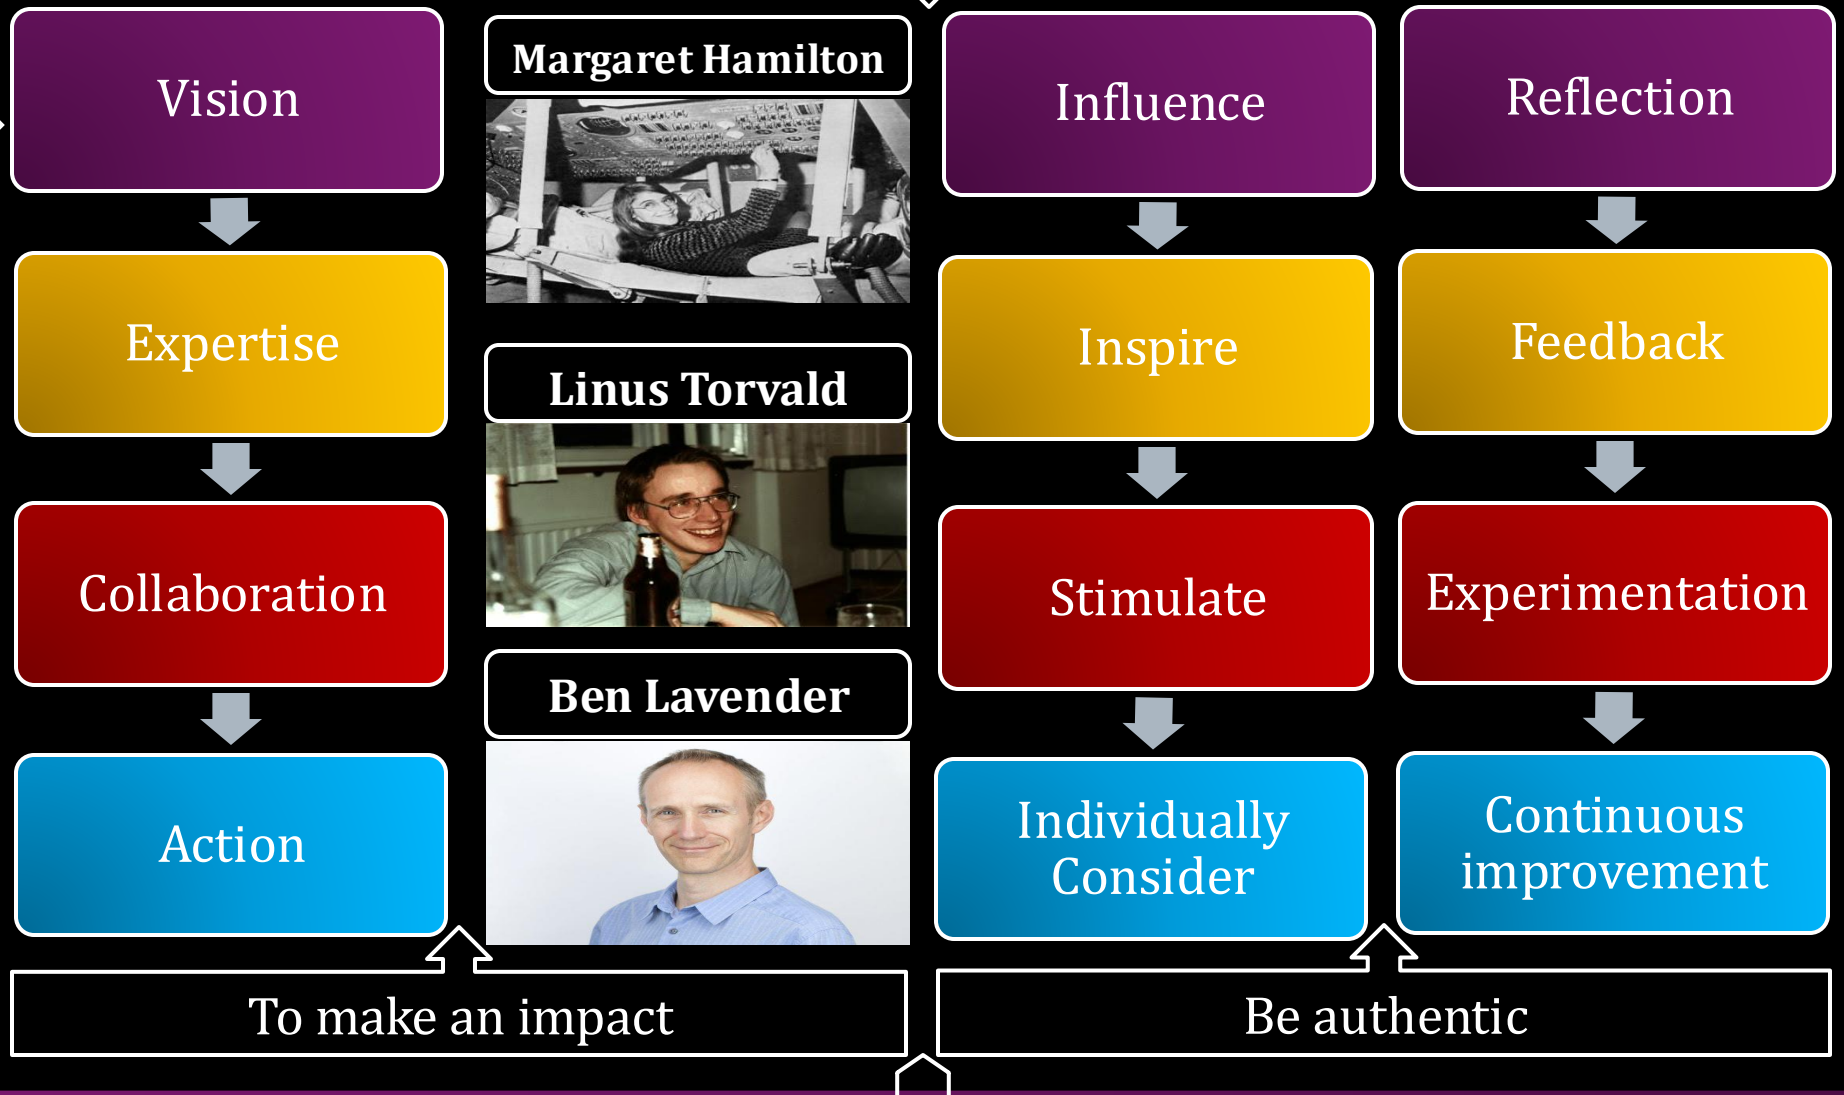 Vision
Expertise
Collaboration
Action
Margaret Hamilton
Linus Torvald
Ben Lavender
To make an impact
Influence
Inspire
Stimulate
Individually
Consider
Reflection
Feedback
Experimentation
Continuous
improvement
Be authentic